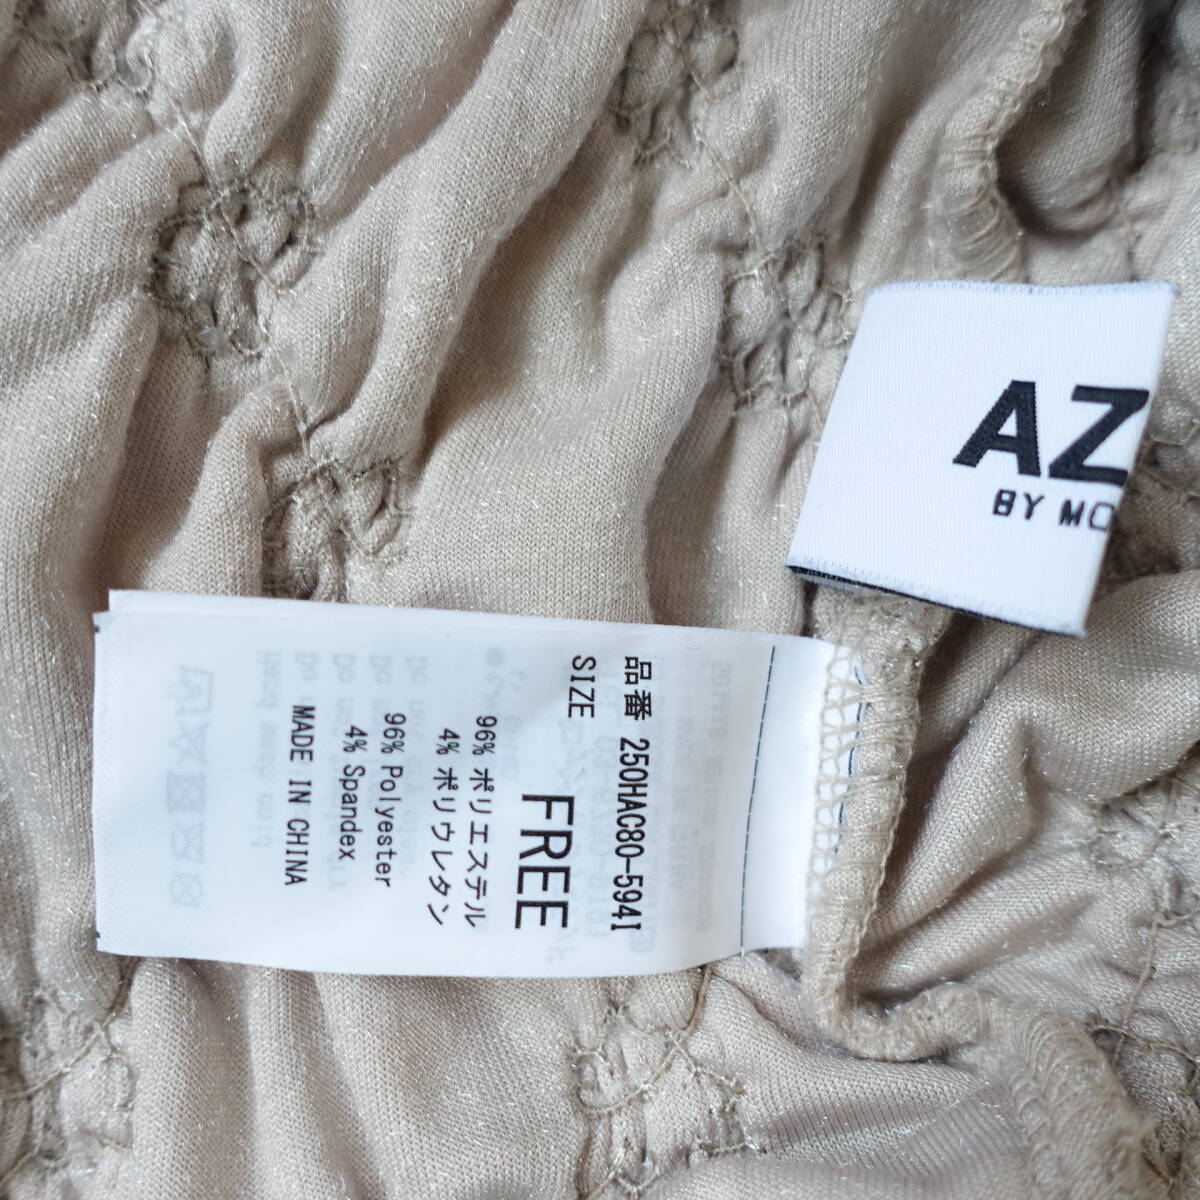 AZ
BY MO
品番 250HAC80-594I
SIZE
FREE
96% ポリエステル
4% ポリウレタン
96% Polyester
4% Spandex
MADE IN CHINA